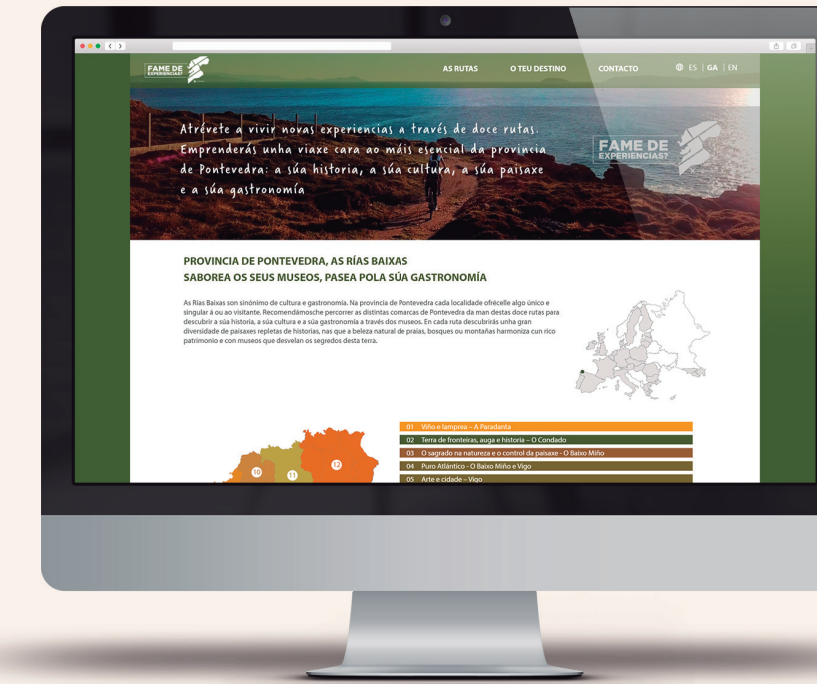 FAME DE
EXPERIENCIAS?
AS RUTAS
O TEU DESTINO
CONTACTO
ES | GA | EN
Atrévete a vivir novas experiencias a través de doce rutas.
Emprenderás unha viaxe cara ao máis esencial da provincia
de Pontevedra: a súa historia, a súa cultura, a súa paisaxe
e a súa gastronomía
FAME DE
EXPERIENCIAS?
PROVINCIA DE PONTEVEDRA, AS RÍAS BAIXAS
SABOREA OS SEUS MUSEOS, PASEA POLA SÚA GASTRONOMÍA
As Rías Baixas son sinónimo de cultura e gastronomía. Na provincia de Pontevedra cada localidade ofrécelle algo único e
singular á ou ao visitante. Recomendámosche percorrer as distintas comarcas de Pontevedra da man destas doce rutas para
descubrir a súa historia, a súa cultura e a súa gastronomía a través dos museos. En cada ruta descubrirás unha gran
diversidade de paisaxes repletas de historias, nas que a beleza natural de praias, bosques ou montañas harmoniza cun rico
patrimonio e con museos que desvelan os segredos desta terra.
01 Viño e lamprea – A Paradanta
02 Terra de fronteiras, auga e historia – O Condado
03 O sagrado na natureza e o control da paisaxe - O Baixo Miño
04 Puro Atlántico - O Baixo Miño e Vigo
05 Arte e cidade – Vigo
10
11
12